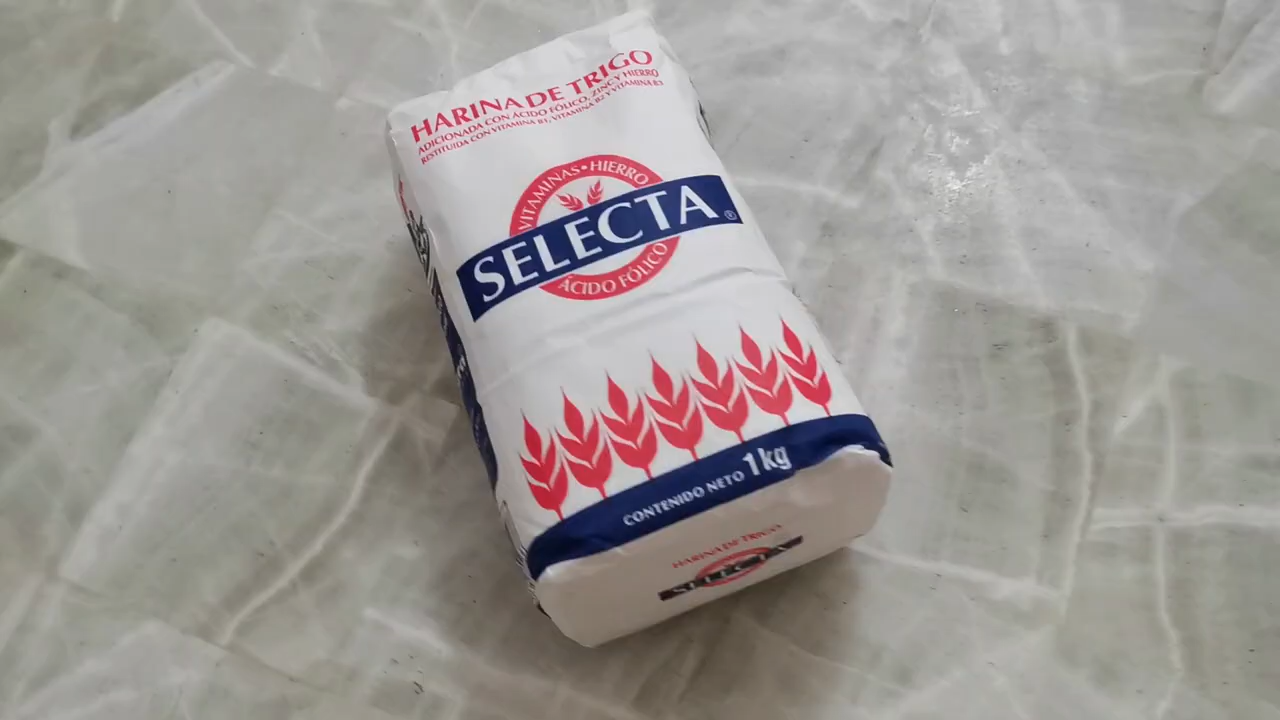 HARINA DE TRIGO
ADICIONADA CON ÁCIDO FÓLICO, ZINC Y HIERRO
RESTITUIDA CON VITAMINA B1, VITAMINA B2 Y VITAMINA B3
VITAMINAS • HIERRO
SELECTA®
ÁCIDO FÓLICO
CONTENIDO NETO 1kg
HARINA DE TRIGO
SELECTA